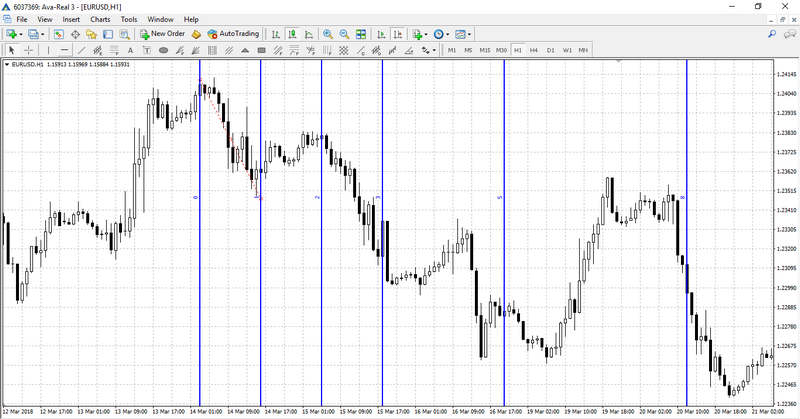 6037369: Ava-Real 3 - [EURUSD,H1]
File View Insert Charts Tools Window Help
New Order AutoTrading
A T M1 M5 M15 M30 H1 H4 D1 W1 MN
EURUSD,H1 1.15913 1.15969 1.15884 1.15931
1.24145
1.24040
1.23935
1.23830
1.23725
1.23620
1.23515
1.23410
1.23305
1.23200
1.23095
1.22990
1.22885
1.22780
1.22675
1.22570
1.22465
1.22360
0 1 2 3 5 8
12 Mar 2018 12 Mar 17:00 13 Mar 01:00 13 Mar 09:00 13 Mar 17:00 14 Mar 01:00 14 Mar 09:00 14 Mar 17:00 15 Mar 01:00 15 Mar 09:00 15 Mar 17:00 16 Mar 01:00 16 Mar 09:00 16 Mar 17:00 19 Mar 02:00 19 Mar 10:00 19 Mar 18:00 20 Mar 02:00 20 Mar 10:00 20 Mar 18:00 21 Mar 02:00